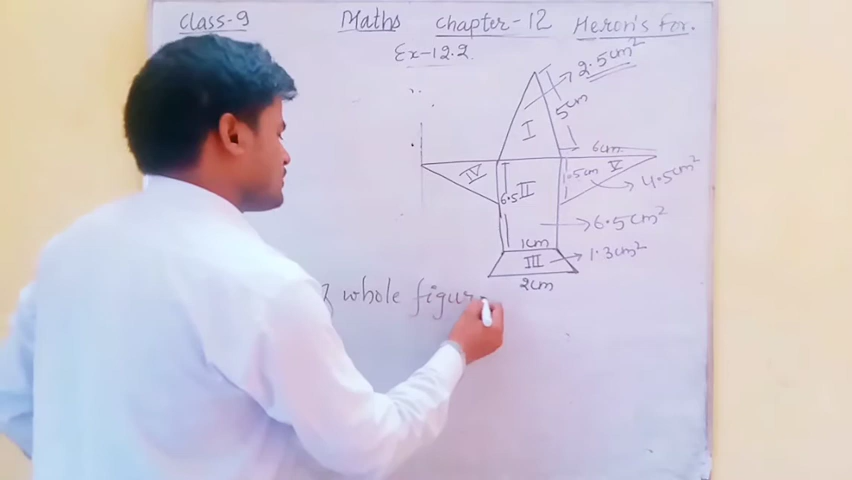 Class-9 Maths Chapter-12 Heron's For.
Ex-12.2
2.5cm²
5cm
I
6cm
IV
V
1.5cm
4.5cm²
6.5
II
6.5cm²
1cm
III
1.3cm²
2cm
whole figur